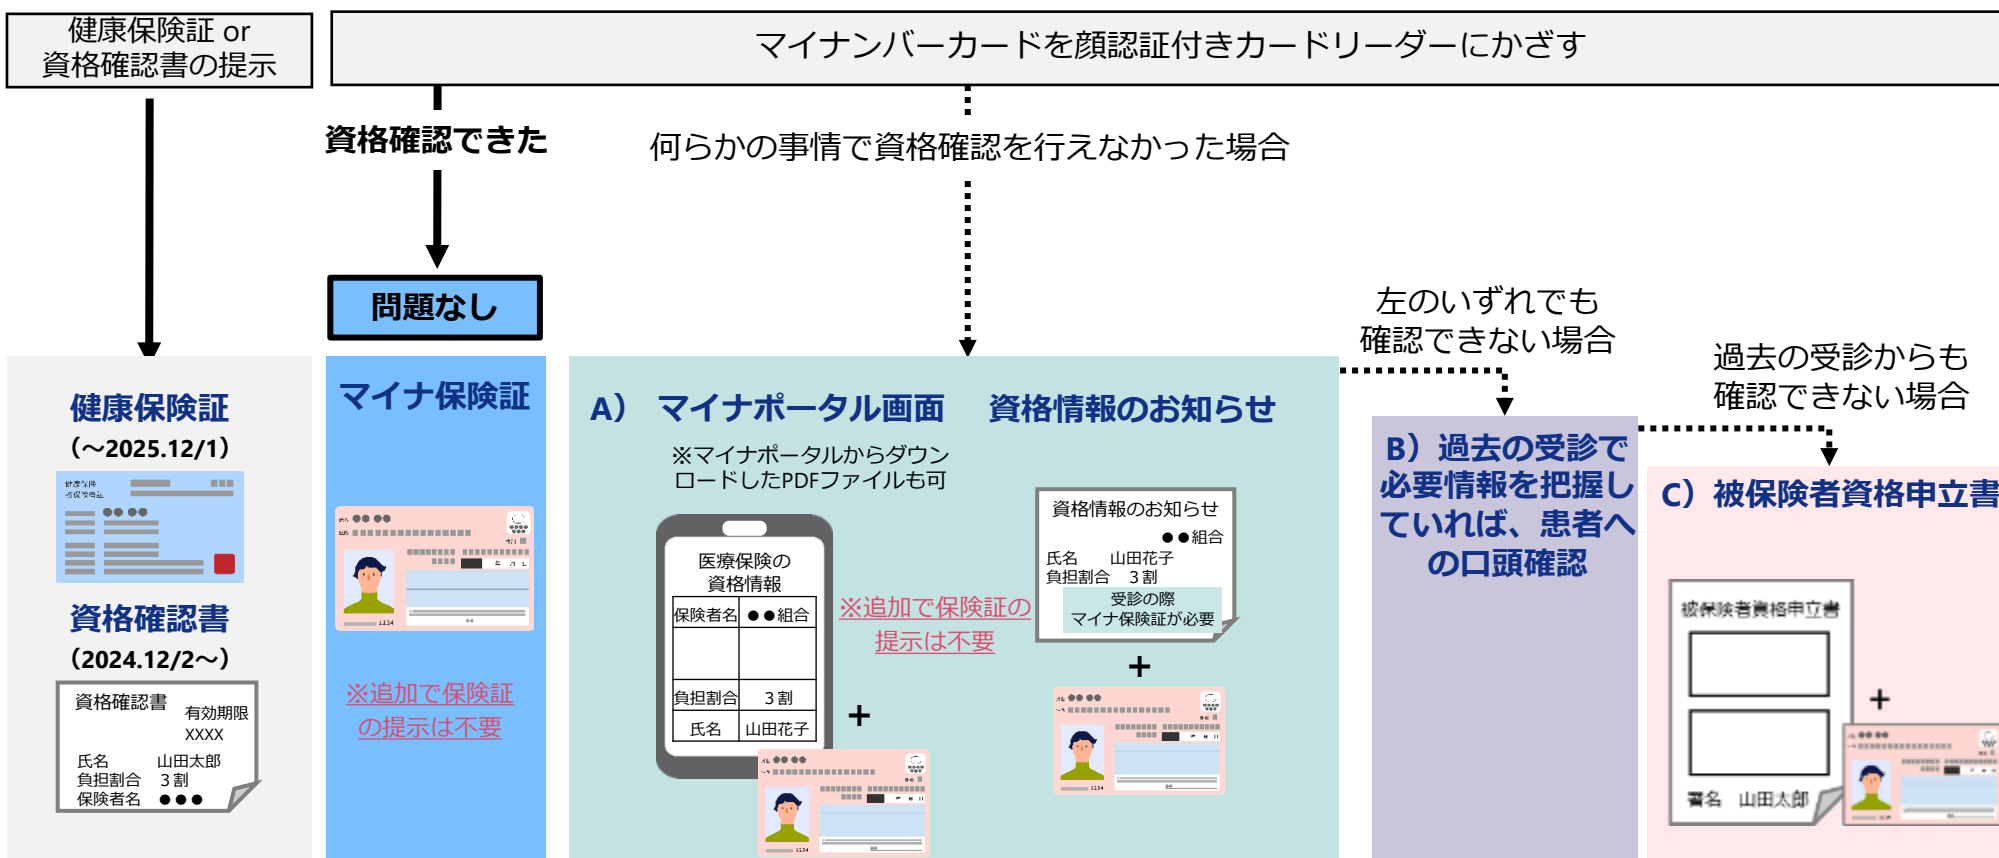 健康保険証 or
資格確認書の提示
マイナンバーカードを顔認証付きカードリーダーにかざす
資格確認できた
何らかの事情で資格確認を行えなかった場合
問題なし
左のいずれでも
確認できない場合
過去の受診からも
確認できない場合
健康保険証
（～2025.12/1）
健康保険
被保険者証
資格確認書
（2024.12/2～）
資格確認書
有効期限
XXXX
氏名 山田太郎
負担割合 3割
保険者名 ●●●
マイナ保険証
1234
※追加で保険証
の提示は不要
A） マイナポータル画面
※マイナポータルからダウン
ロードしたPDFファイルも可
医療保険の
資格情報
保険者名 ●●組合
負担割合 3割
氏名 山田花子
+
1234
※追加で保険証の
提示は不要
資格情報のお知らせ
資格情報のお知らせ
●●組合
氏名 山田花子
負担割合 3割
受診の際
マイナ保険証が必要
+
1234
B）過去の受診で
必要情報を把握し
ていれば、患者へ
の口頭確認
C）被保険者資格申立書
被保険者資格申立書
署名 山田太郎
+